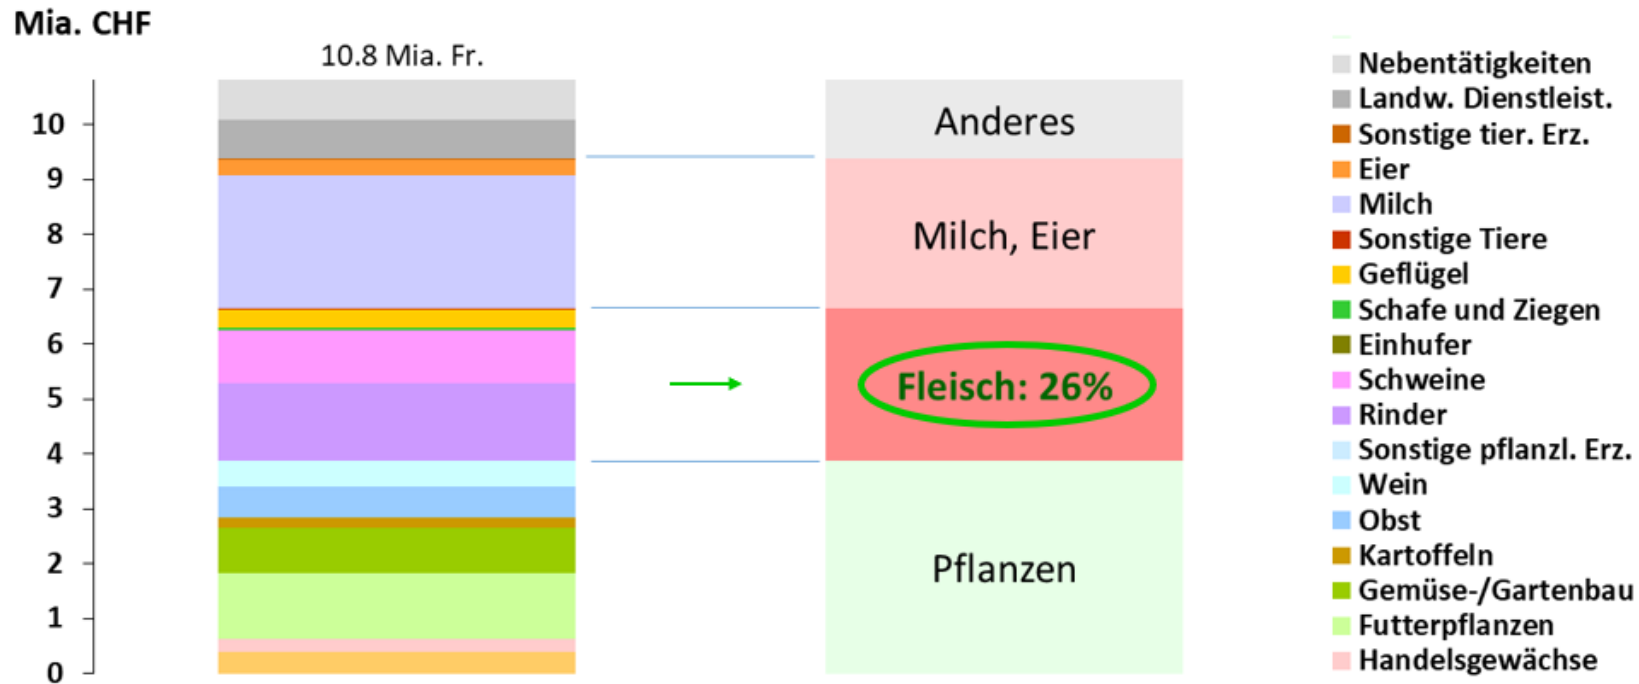 Mia. CHF
10.8 Mia. Fr.
10
9
8
7
6
5
4
3
2
1
0
Anderes
Milch, Eier
Fleisch: 26%
Pflanzen
Nebentätigkeiten
Landw. Dienstleist.
Sonstige tier. Erz.
Eier
Milch
Sonstige Tiere
Geflügel
Schafe und Ziegen
Einhufer
Schweine
Rinder
Sonstige pflanzl. Erz.
Wein
Obst
Kartoffeln
Gemüse-/Gartenbau
Futterpflanzen
Handelsgewächse